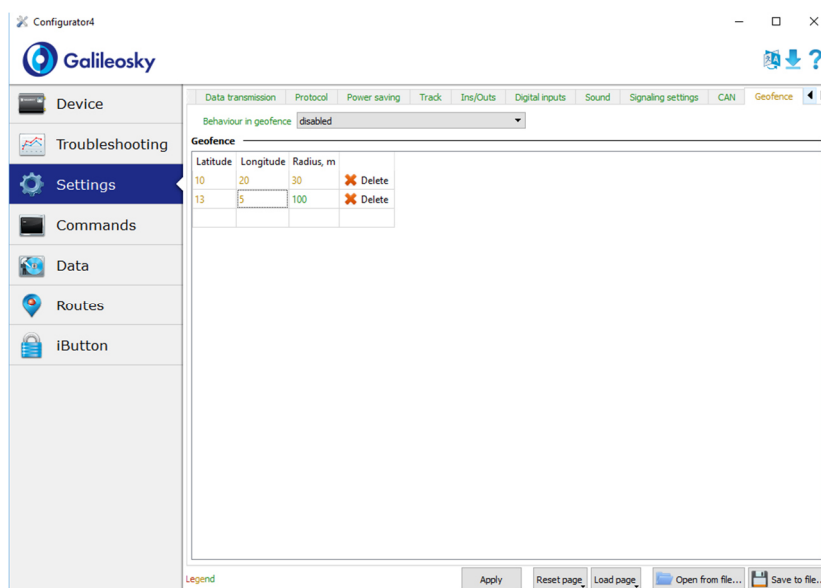 Configurator4
Galileosky
Device
Troubleshooting
Settings
Commands
Data
Routes
iButton
Data transmission Protocol Power saving Track Ins/Outs Digital inputs Sound Signaling settings CAN Geofence
Behaviour in geofence disabled
Geofence
Latitude Longitude Radius, m
10 20 30 Delete
13 5 100 Delete
Legend Apply Reset page Load page Open from file... Save to file...